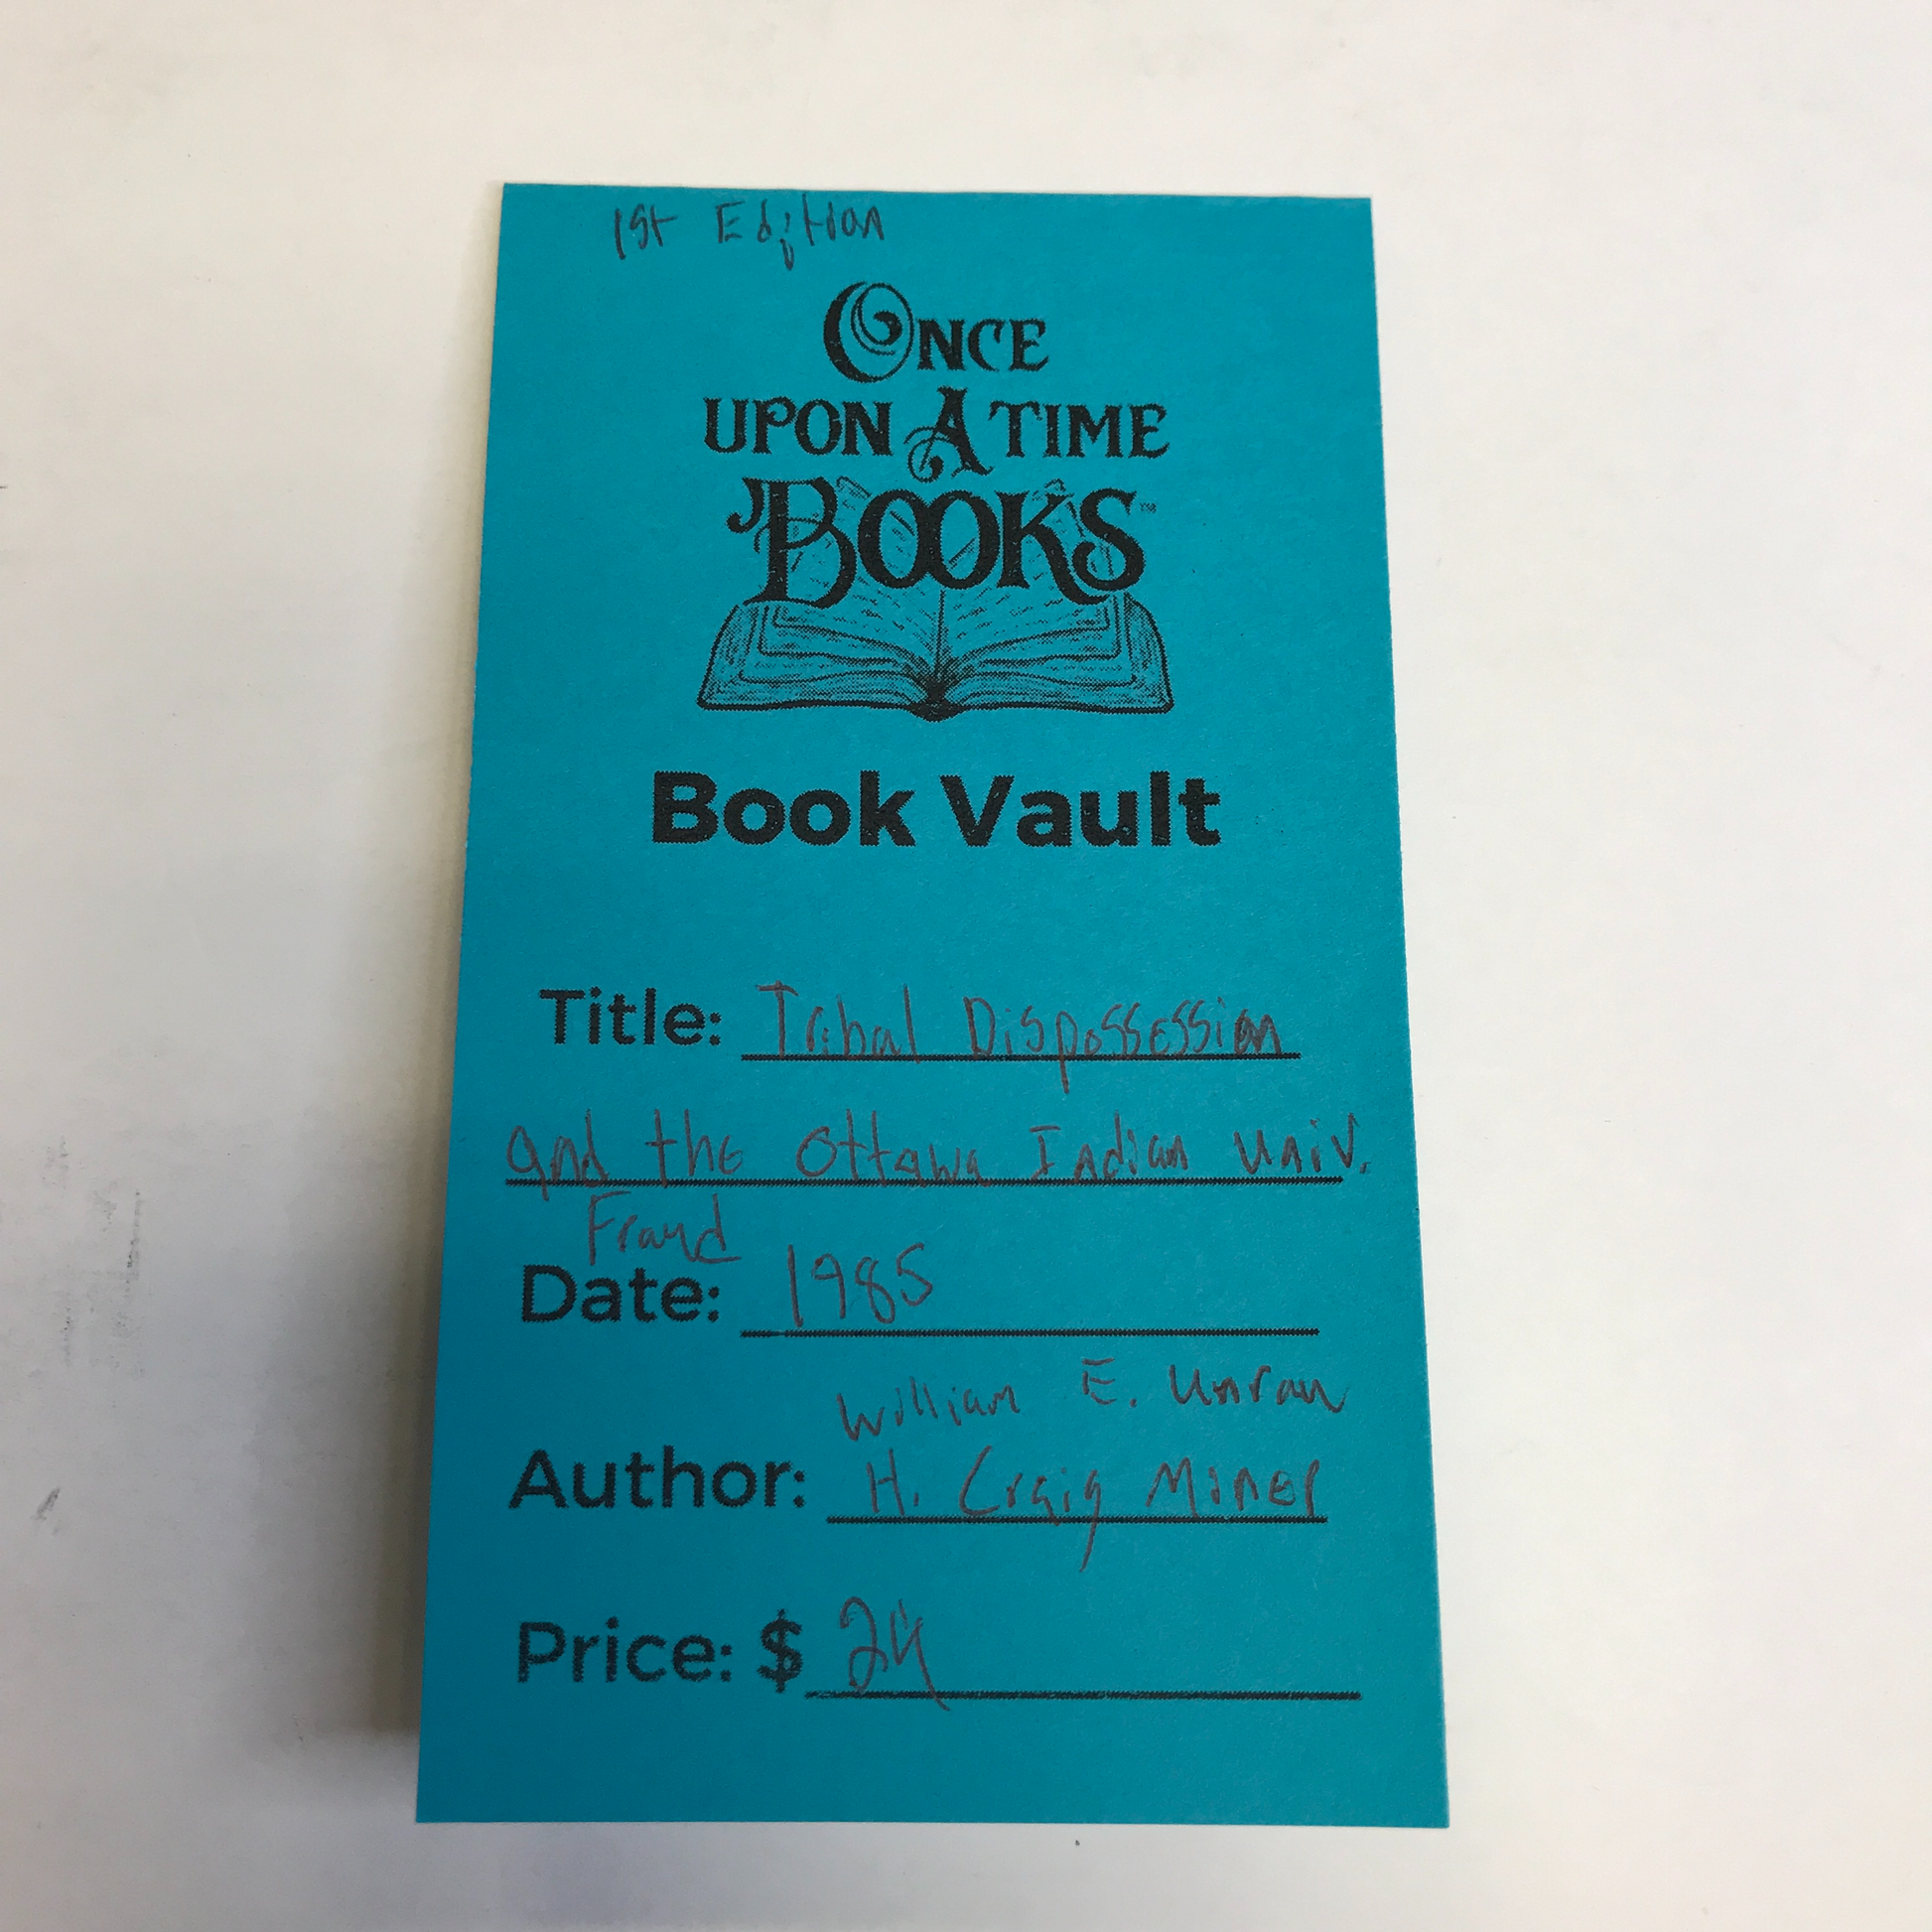 1st Edition
ONCE
UPON A TIME
BOOKS™
Book Vault
Title: Tribal Dispossession
and the Ottawa Indian Univ.
Fraud
Date: 1985
William E. Unrau
Author: H. Craig Miner
Price: $ 24